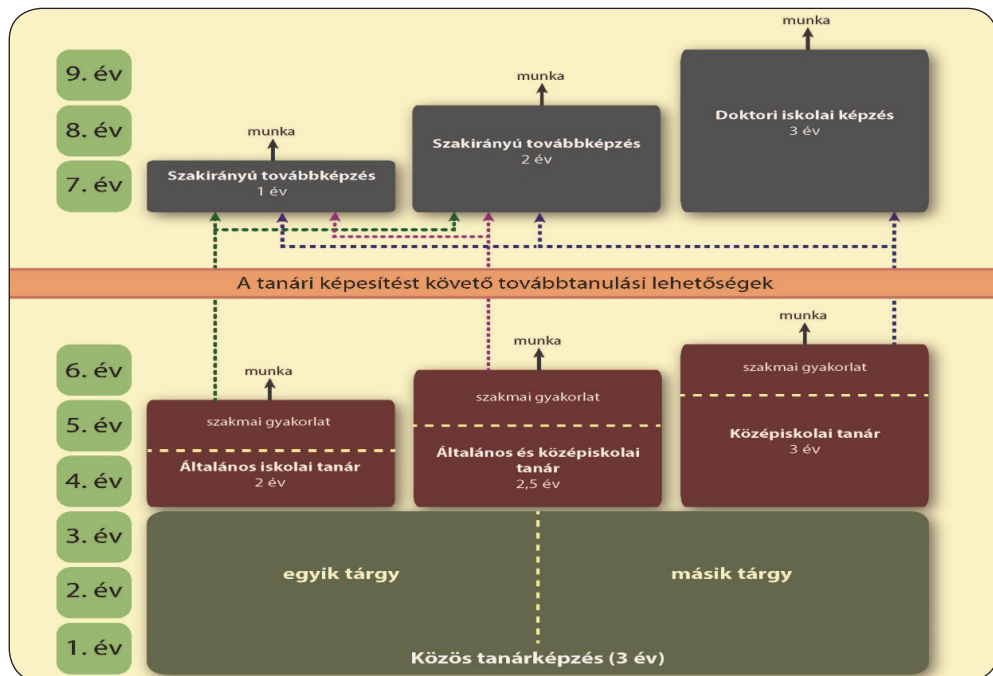 9. év
8. év
7. év
munka
Szakirányú továbbképzés
1 év
munka
Szakirányú továbbképzés
2 év
munka
Doktori iskolai képzés
3 év
A tanári képesítést követő továbbtanulási lehetőségek
6. év
5. év
4. év
munka
szakmai gyakorlat
Általános iskolai tanár
2 év
munka
szakmai gyakorlat
Általános és középiskolai
tanár
2,5 év
munka
szakmai gyakorlat
Középiskolai tanár
3 év
3. év
2. év
1. év
egyik tárgy
másik tárgy
Közös tanárképzés (3 év)